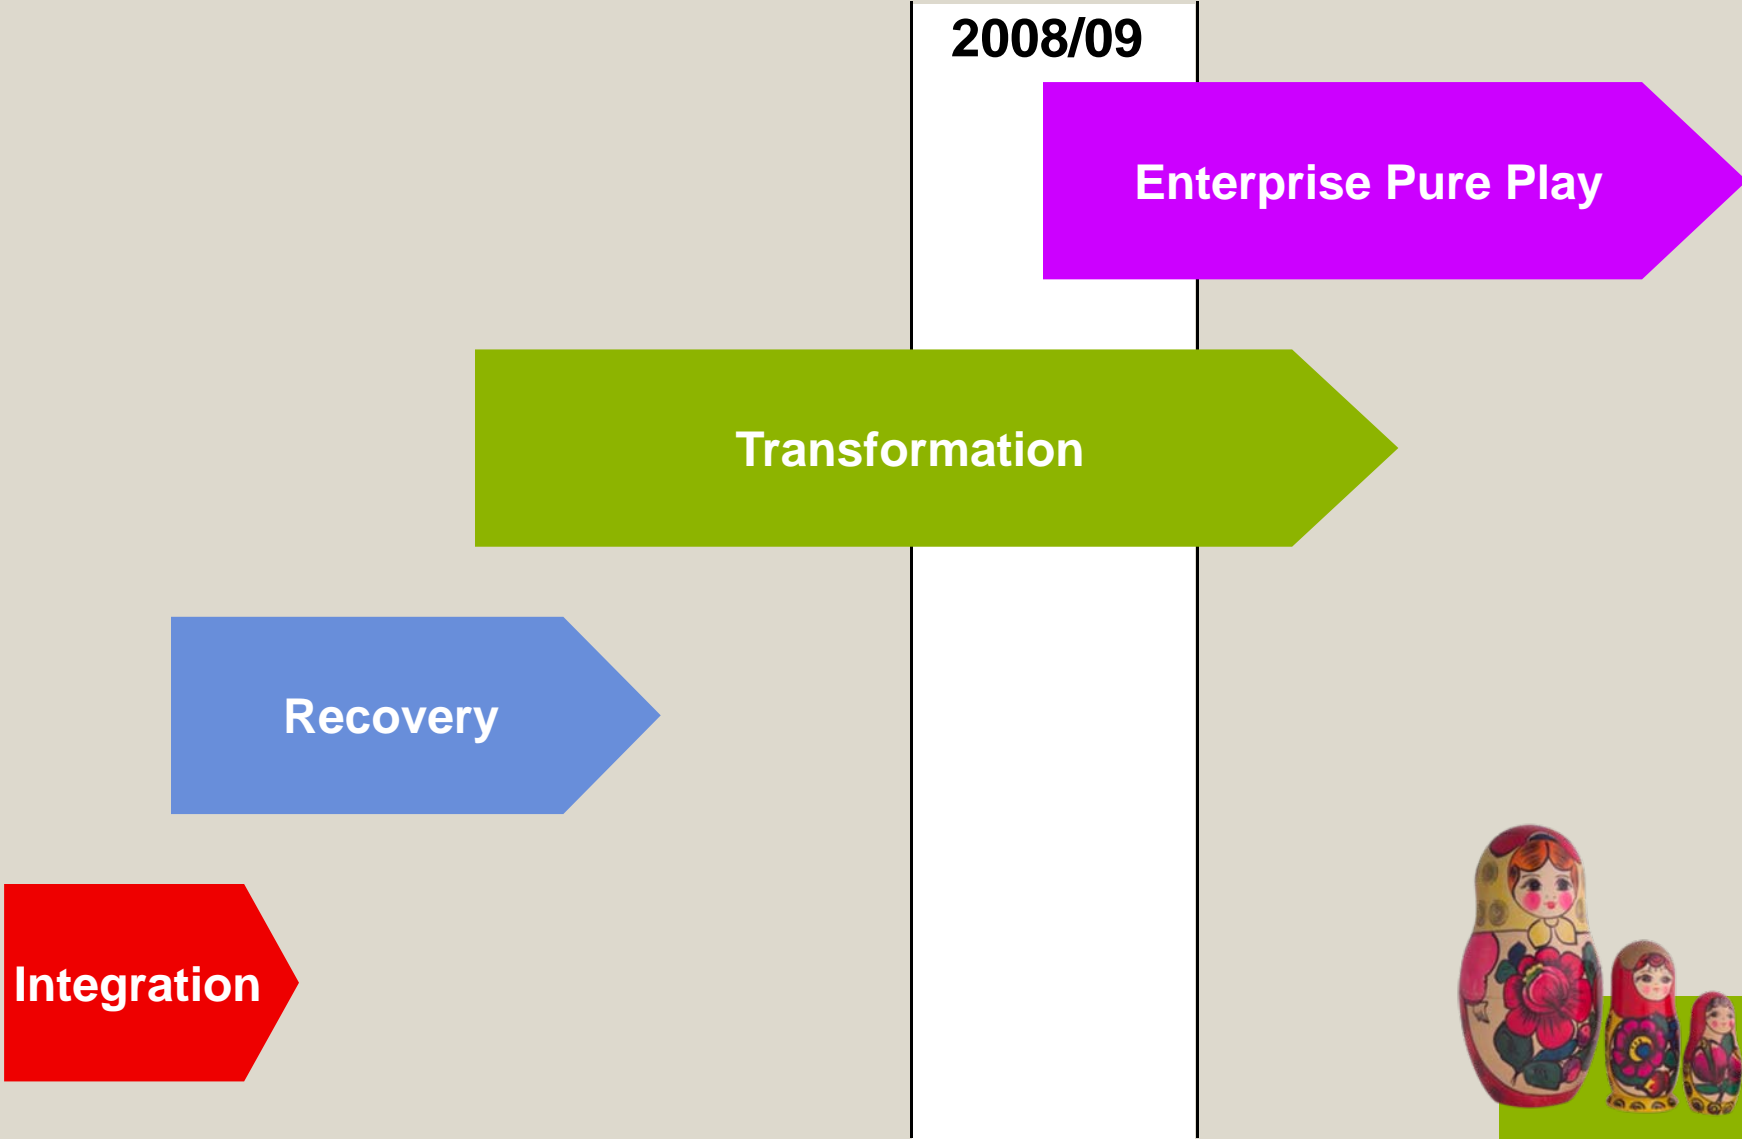 2008/09
Enterprise Pure Play
Transformation
Recovery
Integration